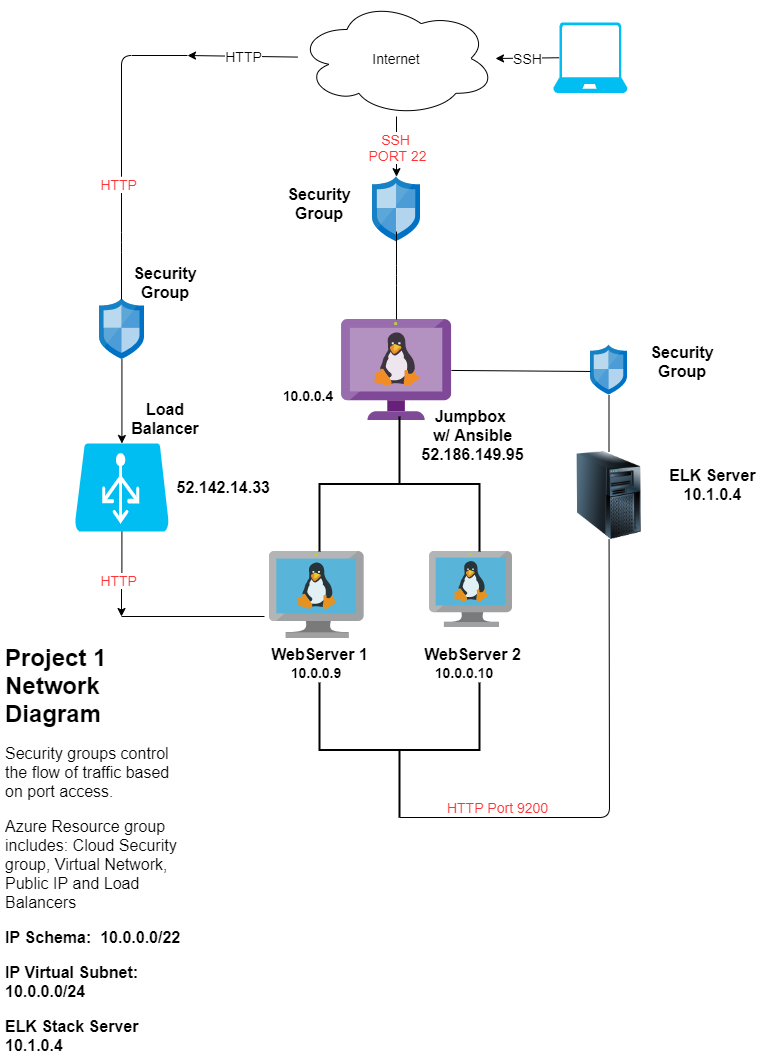 Internet
HTTP
SSH
SSH
PORT 22
HTTP
Security
Group
Security
Group
Security
Group
10.0.0.4
Jumpbox
w/ Ansible
52.186.149.95
Load
Balancer
52.142.14.33
ELK Server
10.1.0.4
HTTP
WebServer 1
10.0.0.9
WebServer 2
10.0.0.10
HTTP Port 9200
Project 1
Network
Diagram
Security groups control
the flow of traffic based
on port access.
Azure Resource group
includes: Cloud Security
group, Virtual Network,
Public IP and Load
Balancers
IP Schema:  10.0.0.0/22
IP Virtual Subnet:
10.0.0.0/24
ELK Stack Server
10.1.0.4